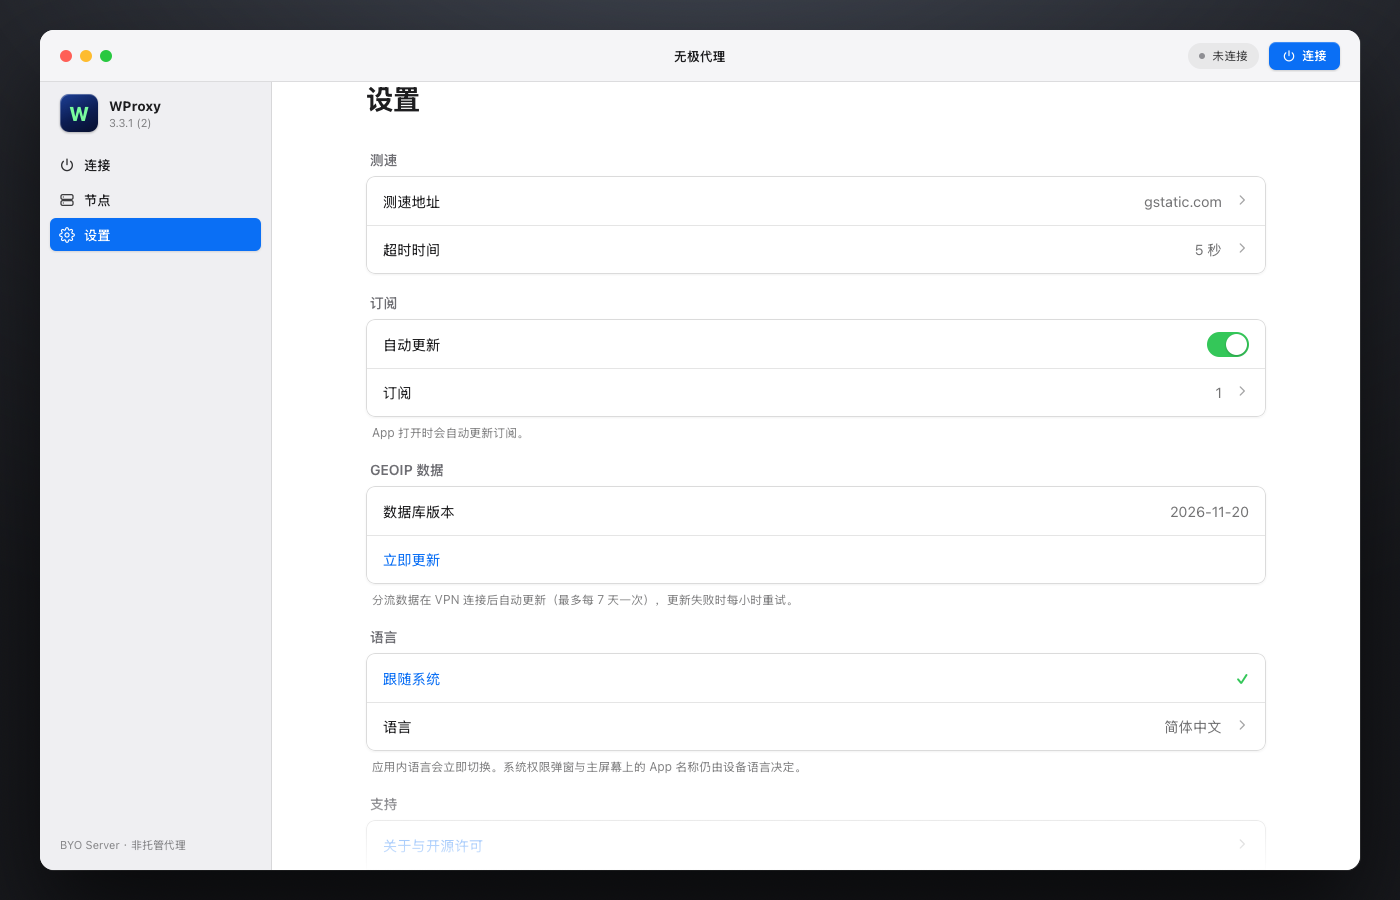 无极代理
未连接
连接
W
WProxy
3.3.1 (2)
连接
节点
设置
BYO Server · 非托管代理
设置
测速
测速地址
gstatic.com
超时时间
5 秒
订阅
自动更新
订阅
1
App 打开时会自动更新订阅。
GEOIP 数据
数据库版本
2026-11-20
立即更新
分流数据在 VPN 连接后自动更新（最多每 7 天一次），更新失败时每小时重试。
语言
跟随系统
语言
简体中文
应用内语言会立即切换。系统权限弹窗与主屏幕上的 App 名称仍由设备语言决定。
支持
关于与开源许可